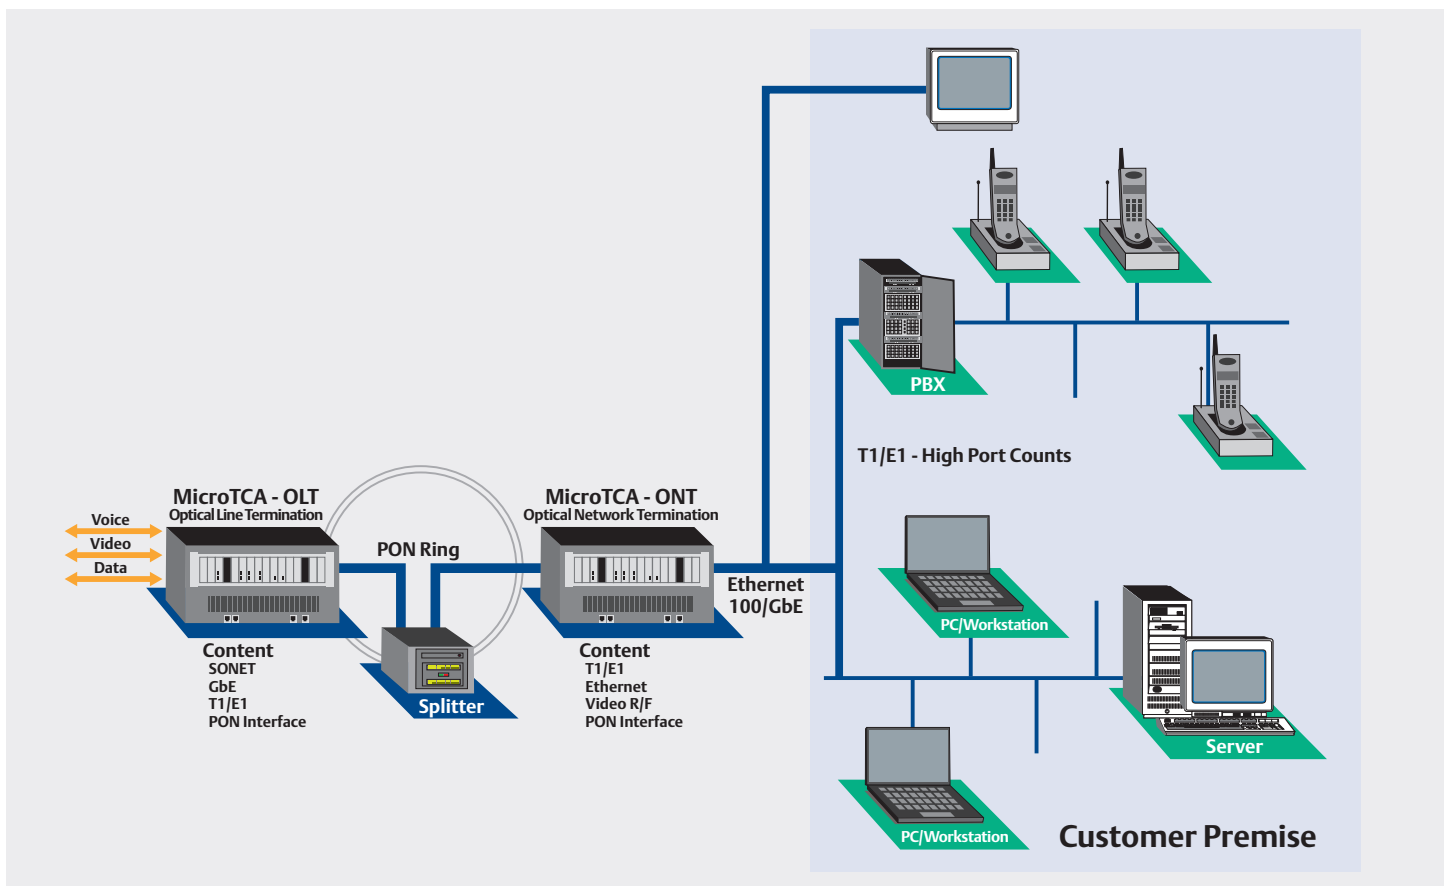 PBX
T1/E1 - High Port Counts
MicroTCA - OLT
Optical Line Termination
Voice
Video
Data
PON Ring
MicroTCA - ONT
Optical Network Termination
Ethernet
100/GbE
Content
SONET
GbE
T1/E1
PON Interface
Splitter
Content
T1/E1
Ethernet
Video R/F
PON Interface
PC/Workstation
Server
PC/Workstation
Customer Premise